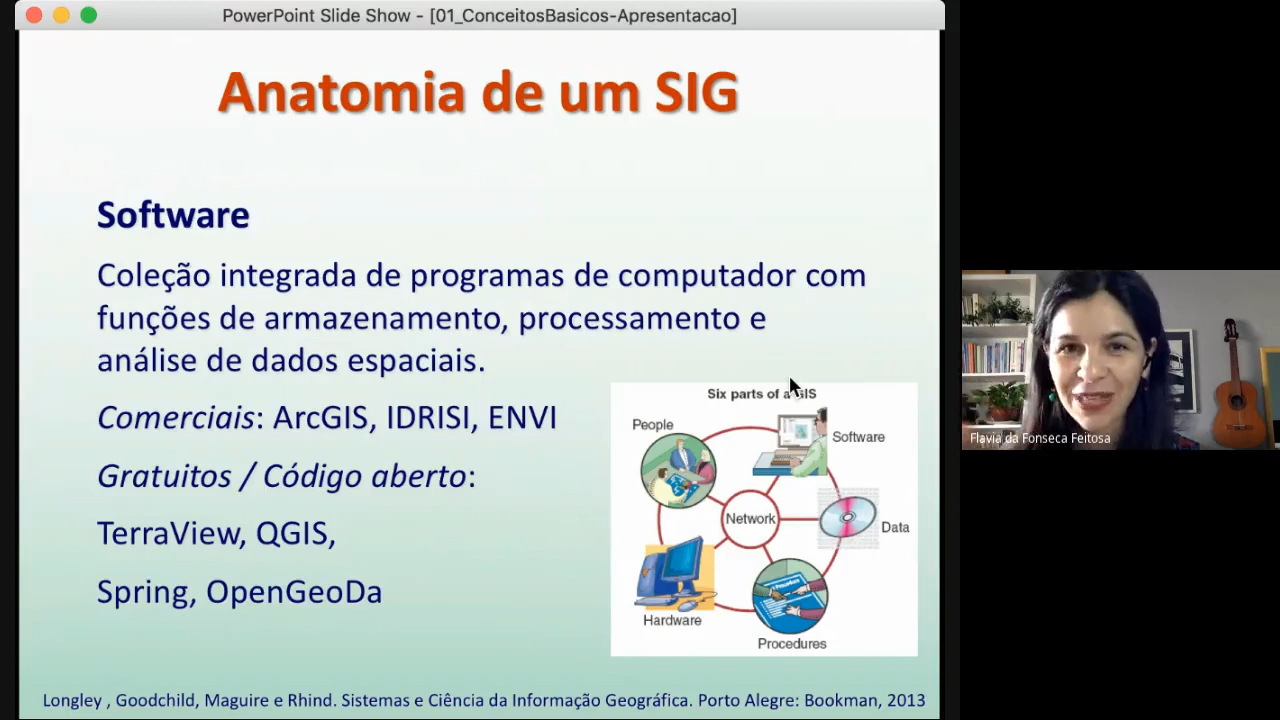 PowerPoint Slide Show - [01_ConceitosBasicos-Apresentacao]
Anatomia de um SIG
Software
Coleção integrada de programas de computador com
funções de armazenamento, processamento e
análise de dados espaciais.
Comerciais: ArcGIS, IDRISI, ENVI
Gratuitos / Código aberto:
TerraView, QGIS,
Spring, OpenGeoDa
Six parts of a GIS
People
Software
Network
Data
Hardware
Procedures
Longley , Goodchild, Maguire e Rhind. Sistemas e Ciência da Informação Geográfica. Porto Alegre: Bookman, 2013
Flavia da Fonseca Feitosa